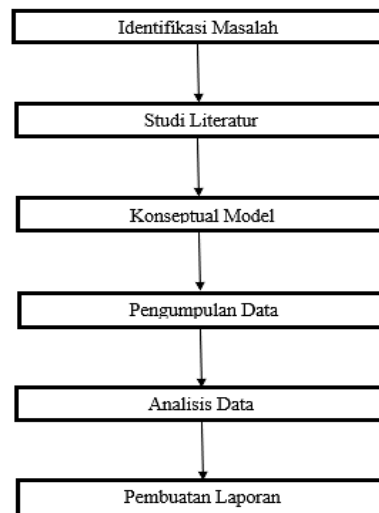 Identifikasi Masalah
Studi Literatur
Konseptual Model
Pengumpulan Data
Analisis Data
Pembuatan Laporan